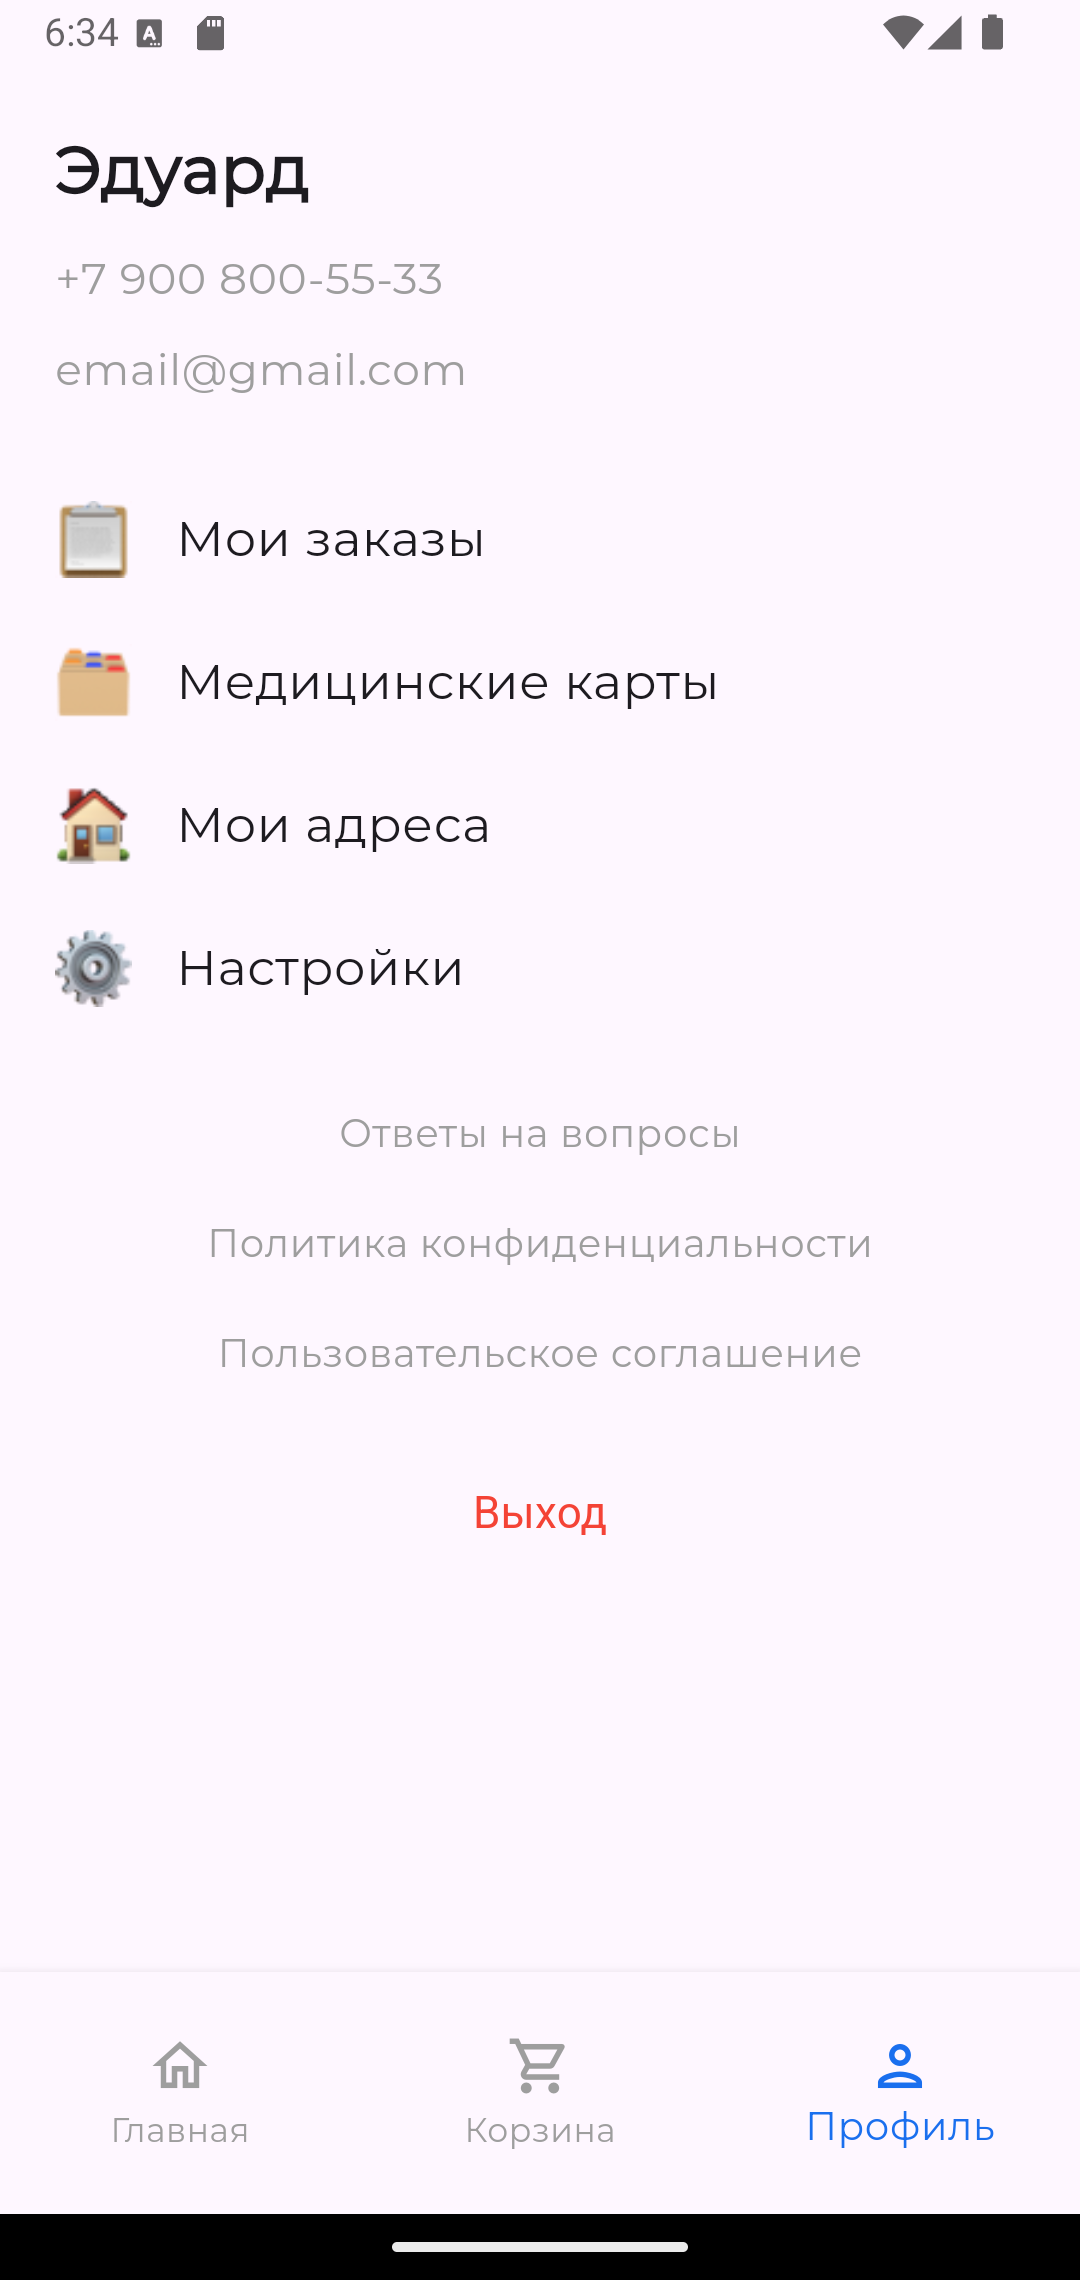 6:34
Эдуард
+7 900 800-55-33
email@gmail.com
Мои заказы
Медицинские карты
Мои адреса
Настройки
Ответы на вопросы
Политика конфиденциальности
Пользовательское соглашение
Выход
Главная
Корзина
Профиль